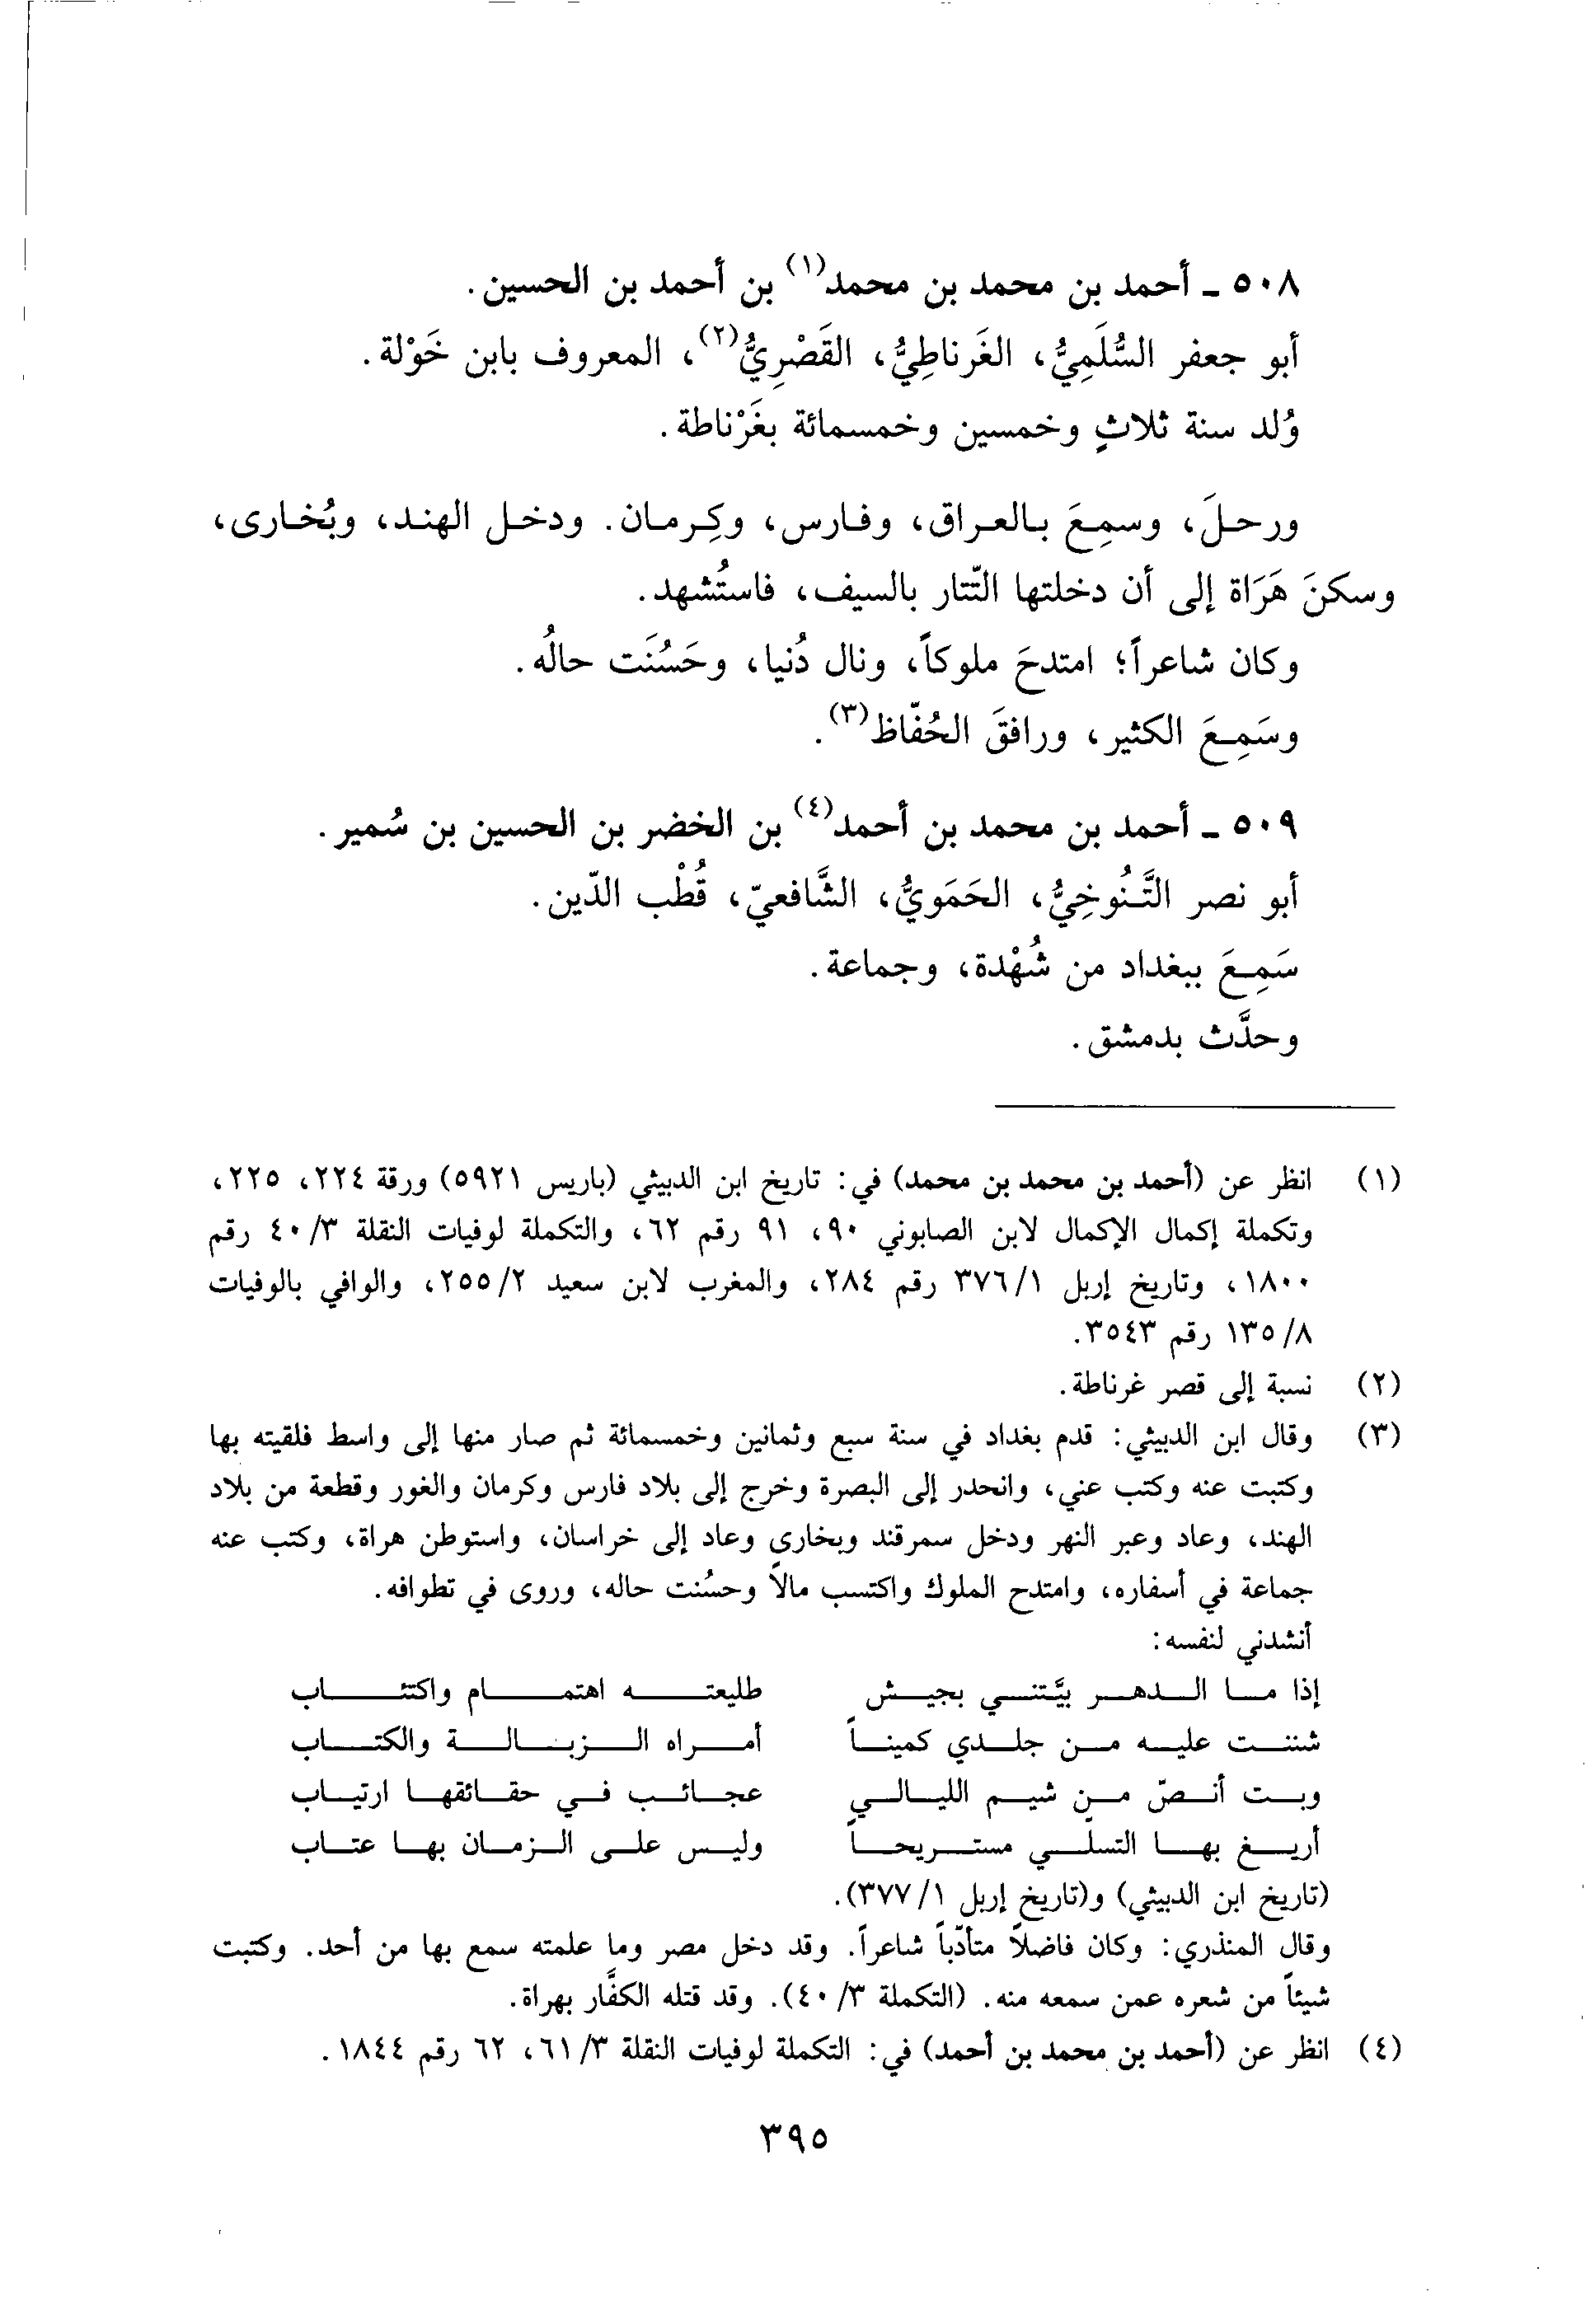 ٥٠٨ ـ أحمد بن محمد بن محمد(١) بن أحمد بن الحسين.
أبو جعفر السُّلَمِيُّ، الغَرناطِيُّ، القَصْرِيُّ(٢)، المعروف بابن خَوْلة.
وُلد سنة ثلاثٍ وخمسين وخمسمائة بغَرْناطة.
ورحلَ، وسمِعَ بالعراق، وفارس، وكِرمان. ودخل الهند، وبُخارى،
وسكنَ هَرَاة إلى أن دخلتها التّتار بالسيف، فاستُشهد.
وكان شاعراً؛ امتدحَ ملوكاً، ونال دُنيا، وحَسُنَت حالُه.
وسَمِعَ الكثير، ورافقَ الحُفّاظ(٣).
٥٠٩ ـ أحمد بن محمد بن أحمد(٤) بن الخضر بن الحسين بن سُمير.
أبو نصر التَّنُوخِيُّ، الحَمَويُّ، الشَّافعيّ، قُطْب الدّين.
سَمِعَ ببغداد من شُهْدة، وجماعة.
وحدَّث بدمشق.
(١) انظر عن (أحمد بن محمد بن محمد) في: تاريخ ابن الدبيثي (باريس ٥٩٢١) ورقة ٢٢٤، ٢٢٥،
وتكملة إكمال الإكمال لابن الصابوني ٩٠، ٩١ رقم ٦٢، والتكملة لوفيات النقلة ٤٠/٣ رقم
١٨٠٠، وتاريخ إربل ٣٧٦/١ رقم ٢٨٤، والمغرب لابن سعيد ٢٥٥/٢، والوافي بالوفيات
١٣٥/٨ رقم ٣٥٤٣.
(٢) نسبة إلى قصر غرناطة.
(٣) وقال ابن الدبيثي: قدم بغداد في سنة سبع وثمانين وخمسمائة ثم صار منها إلى واسط فلقيته بها
وكتبت عنه وكتب عني، وانحدر إلى البصرة وخرج إلى بلاد فارس وكرمان والغور وقطعة من بلاد
الهند، وعاد وعبر النهر ودخل سمرقند وبخارى وعاد إلى خراسان، واستوطن هراة، وكتب عنه
جماعة في أسفاره، وامتدح الملوك واكتسب مالاً وحسُنت حاله، وروى في تطوافه.
أنشدني لنفسه:
إذا ما الدهر بيَّتني بجيش طليعته اهتمام واكتئاب
شننت عليه من جلدي كميناً أمراه الزبالة والكتاب
وبت أنصّ من شيم الليالي عجائب في حقائقها ارتياب
أريغ بها التسلّي مستريحاً وليس على الزمان بها عتاب
(تاريخ ابن الدبيثي) و(تاريخ إربل ٣٧٧/١).
وقال المنذري: وكان فاضلاً متأدّباً شاعراً. وقد دخل مصر وما علمته سمع بها من أحد. وكتبت
شيئاً من شعره عمن سمعه منه. (التكملة ٤٠/٣). وقد قتله الكفَّار بهراة.
(٤) انظر عن (أحمد بن محمد بن أحمد) في: التكملة لوفيات النقلة ٦١/٣، ٦٢ رقم ١٨٤٤.
٣٩٥